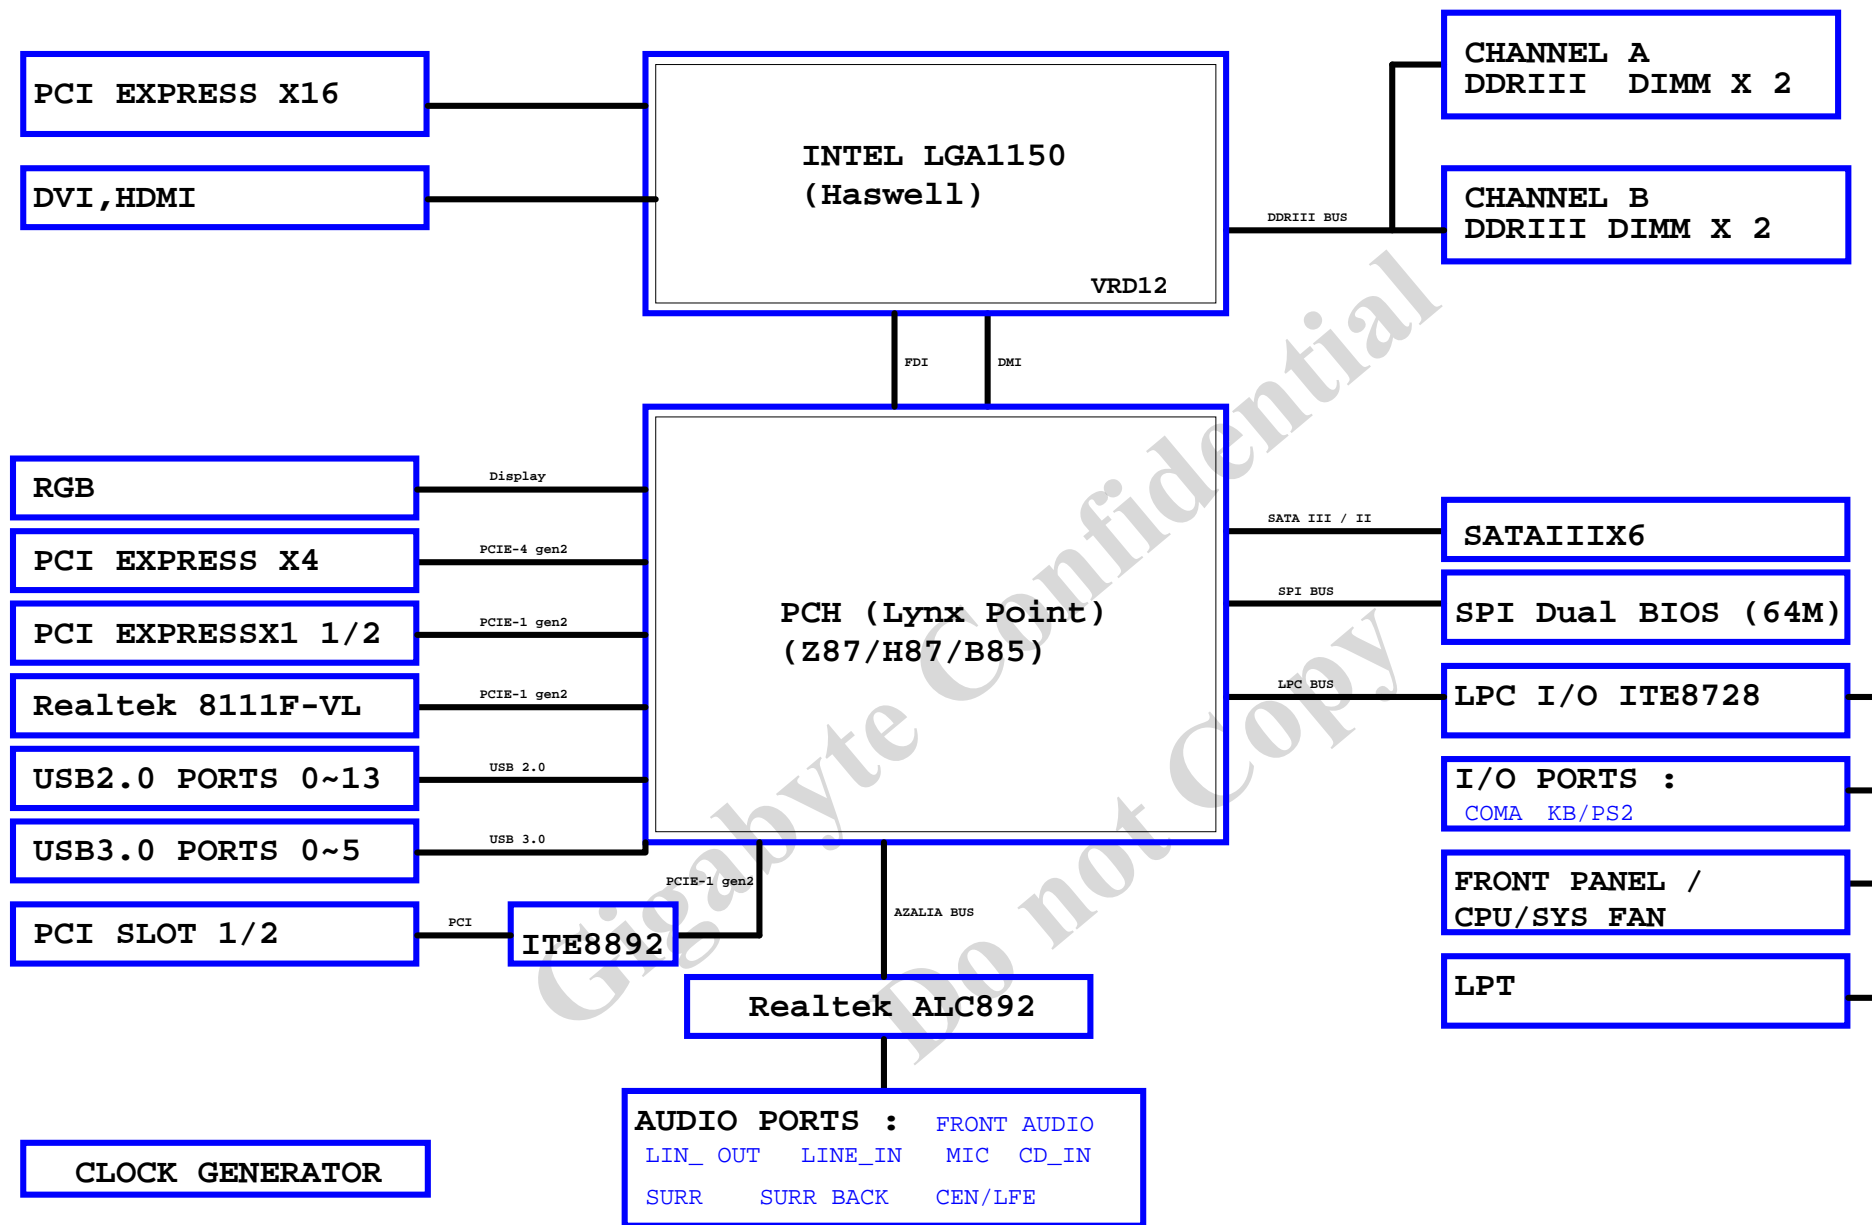 PCI EXPRESS X16
DVI,HDMI
INTEL LGA1150
(Haswell)
VRD12
DDRIII BUS
CHANNEL A
DDRIII DIMM X 2
CHANNEL B
DDRIII DIMM X 2
FDI
DMI
RGB
Display
PCI EXPRESS X4
PCIE-4 gen2
PCI EXPRESSX1 1/2
PCIE-1 gen2
Realtek 8111F-VL
PCIE-1 gen2
USB2.0 PORTS 0~13
USB 2.0
USB3.0 PORTS 0~5
USB 3.0
PCI SLOT 1/2
PCI
ITE8892
PCIE-1 gen2
PCH (Lynx Point)
(Z87/H87/B85)
SATA III / II
SATAIIIX6
SPI BUS
SPI Dual BIOS (64M)
LPC BUS
LPC I/O ITE8728
I/O PORTS :
COMA KB/PS2
FRONT PANEL /
CPU/SYS FAN
LPT
AZALIA BUS
Realtek ALC892
AUDIO PORTS : FRONT AUDIO
LIN_ OUT LINE_IN MIC CD_IN
SURR SURR BACK CEN/LFE
CLOCK GENERATOR
Gigabyte Confidential
Do not Copy